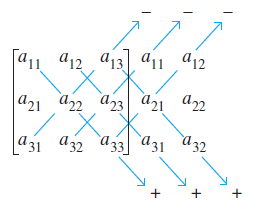 − − −
a₁₁ a₁₂ a₁₃ a₁₁ a₁₂
a₂₁ a₂₂ a₂₃ a₂₁ a₂₂
a₃₁ a₃₂ a₃₃ a₃₁ a₃₂
+ + +